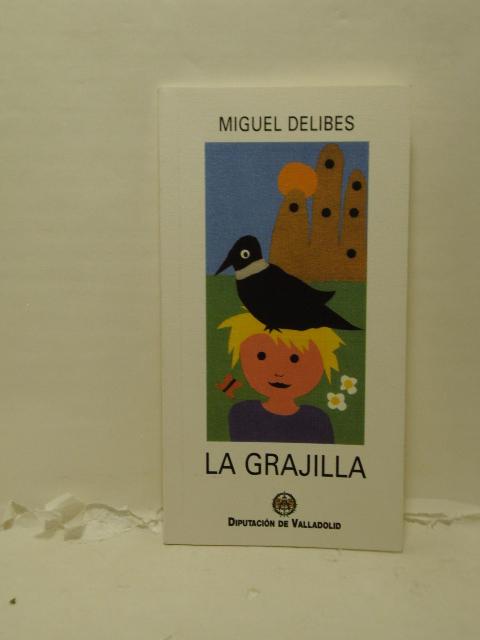 MIGUEL DELIBES
LA GRAJILLA
DIPUTACIÓN DE VALLADOLID